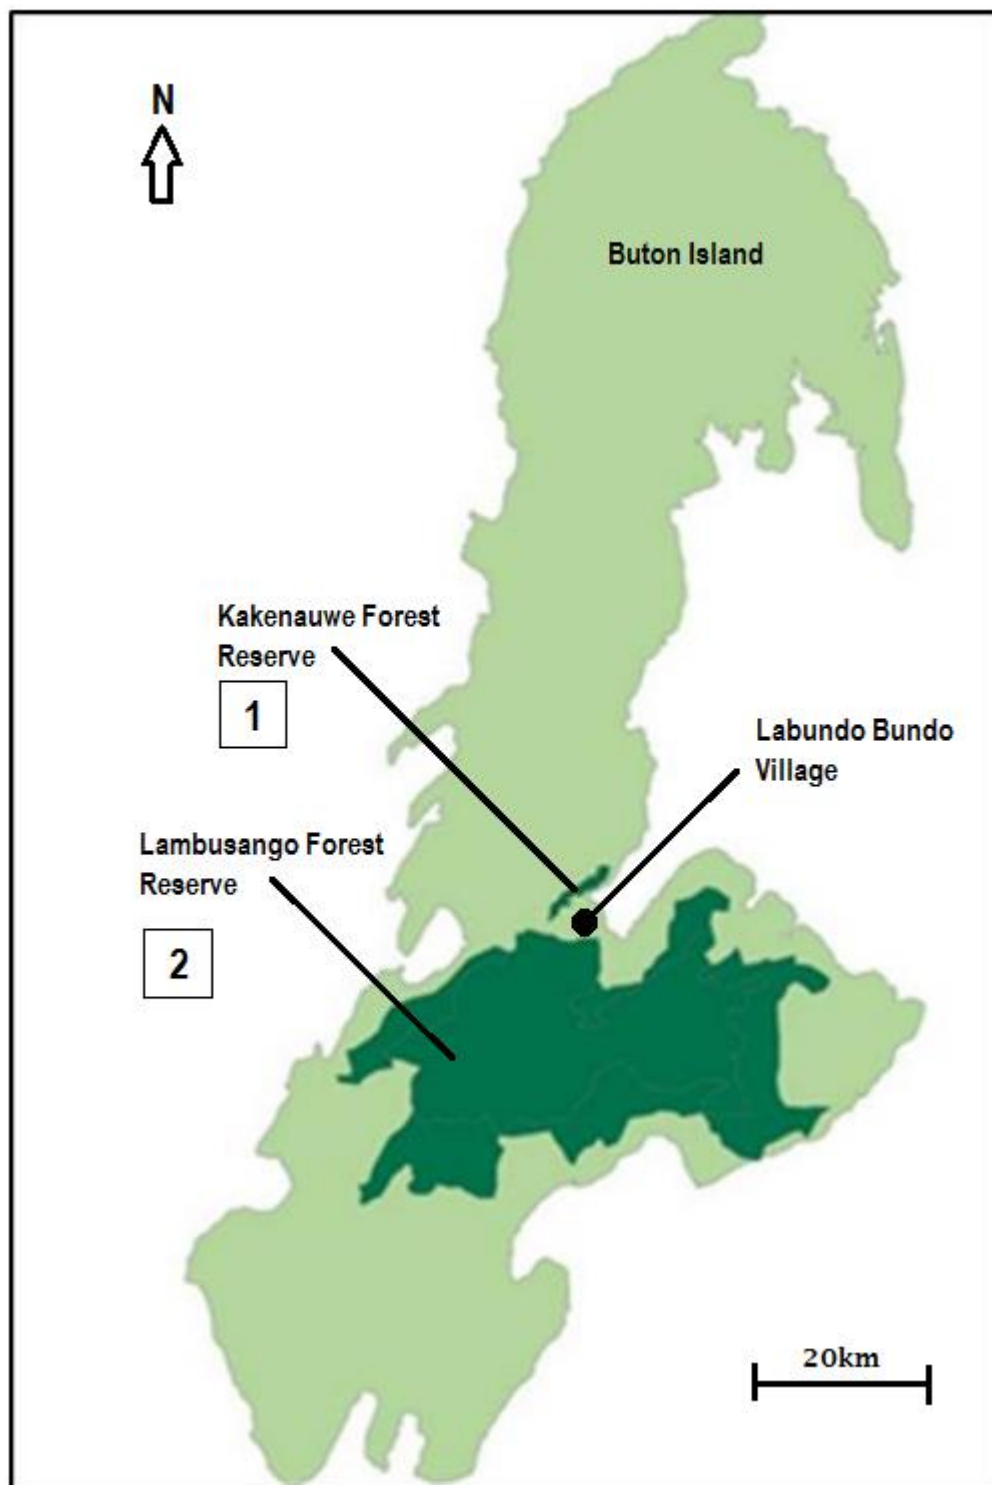 N
Buton Island
Kakenauwe Forest
Reserve
1
Labundo Bundo
Village
Lambusango Forest
Reserve
2
20km